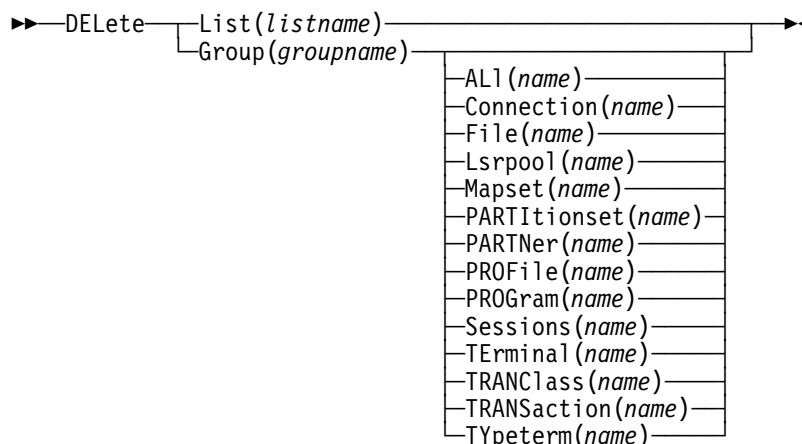 DELete List(listname)
Group(groupname)
ALl(name)
Connection(name)
File(name)
Lsrpool(name)
Mapset(name)
PARTItionset(name)
PARTNer(name)
PROFile(name)
PROGram(name)
Sessions(name)
TErminal(name)
TRANClass(name)
TRANSaction(name)
TYpeterm(name)